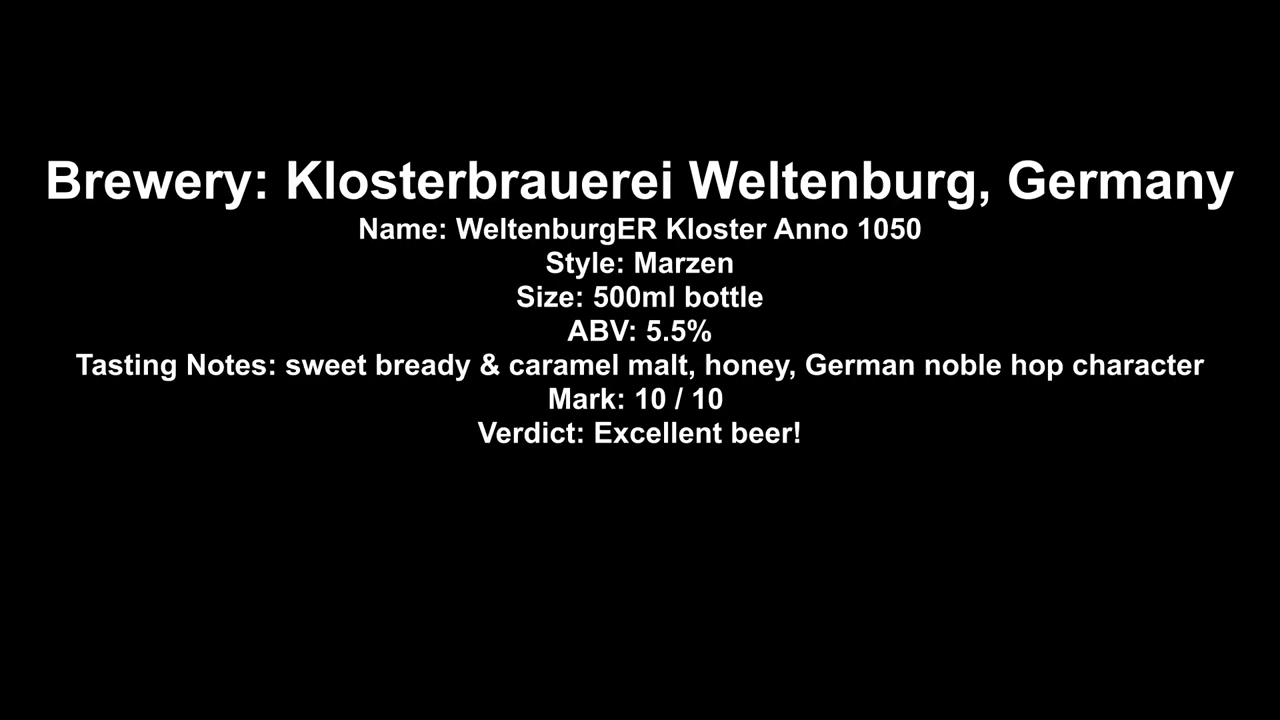 Brewery: Klosterbrauerei Weltenburg, Germany
Name: WeltenburgER Kloster Anno 1050
Style: Marzen
Size: 500ml bottle
ABV: 5.5%
Tasting Notes: sweet bready & caramel malt, honey, German noble hop character
Mark: 10 / 10
Verdict: Excellent beer!